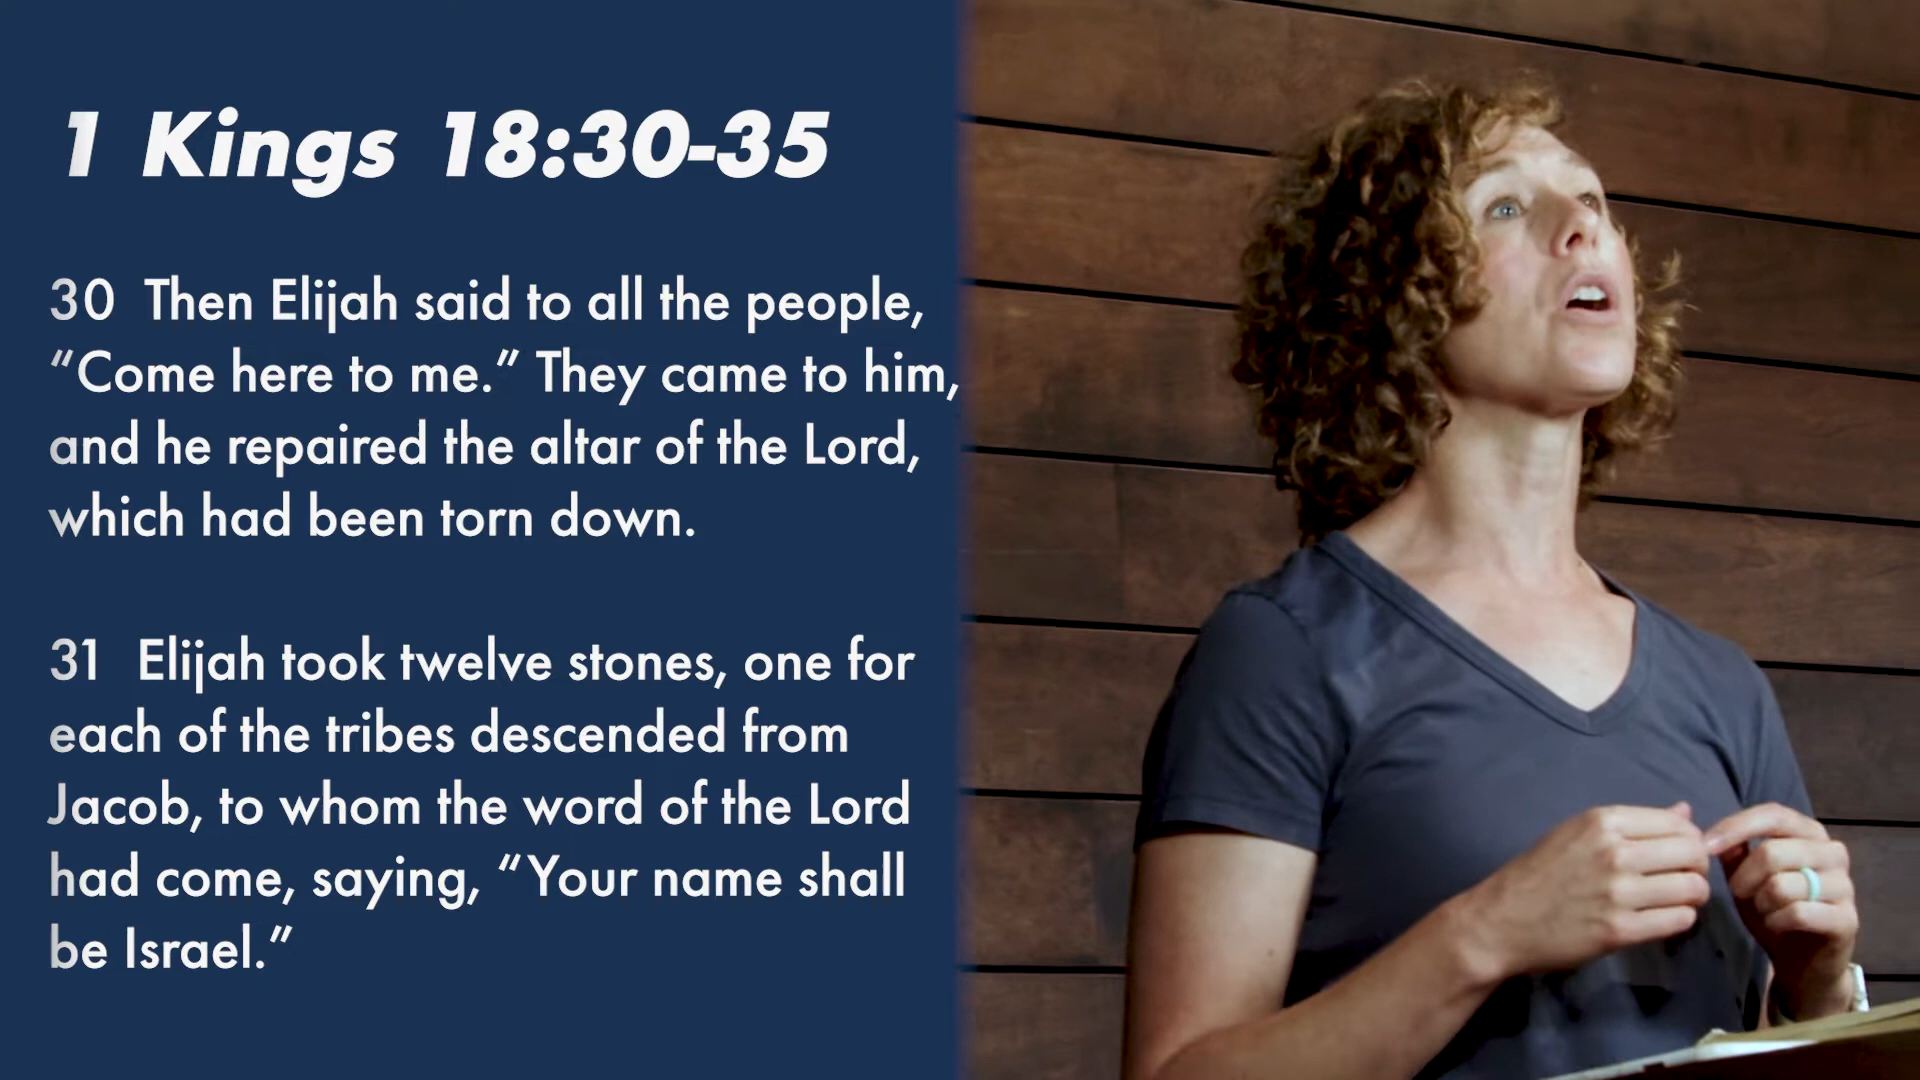 1 Kings 18:30-35
30 Then Elijah said to all the people,
“Come here to me.” They came to him,
and he repaired the altar of the Lord,
which had been torn down.
31 Elijah took twelve stones, one for
each of the tribes descended from
Jacob, to whom the word of the Lord
had come, saying, “Your name shall
be Israel.”